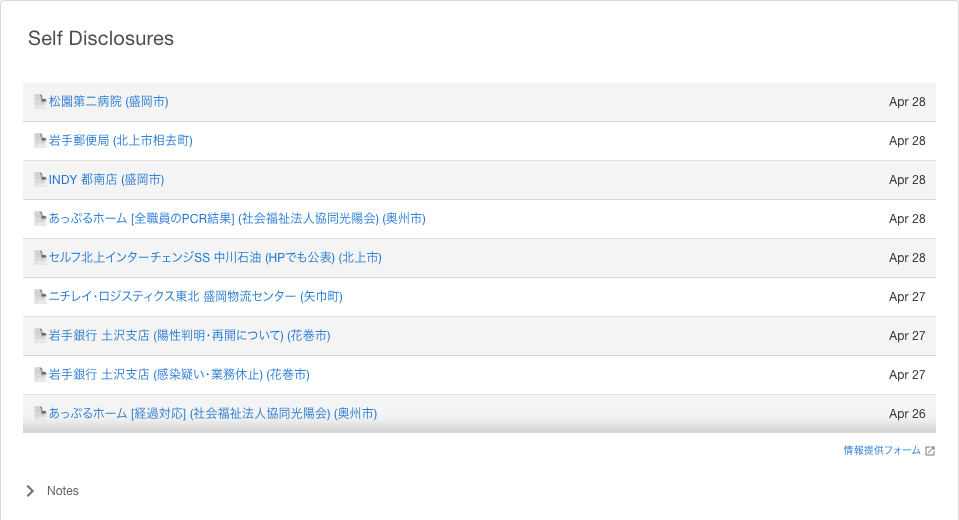 Self Disclosures
松園第二病院 (盛岡市) Apr 28
岩手郵便局 (北上市相去町) Apr 28
INDY 都南店 (盛岡市) Apr 28
あっぷるホーム [全職員のPCR結果] (社会福祉法人協同光陽会) (奥州市) Apr 28
セルフ北上インターチェンジSS 中川石油 (HPでも公表) (北上市) Apr 28
ニチレイ・ロジスティクス東北 盛岡物流センター (矢巾町) Apr 27
岩手銀行 土沢支店 (陽性判明・再開について) (花巻市) Apr 27
岩手銀行 土沢支店 (感染疑い・業務休止) (花巻市) Apr 27
あっぷるホーム [経過対応] (社会福祉法人協同光陽会) (奥州市) Apr 26
情報提供フォーム
Notes